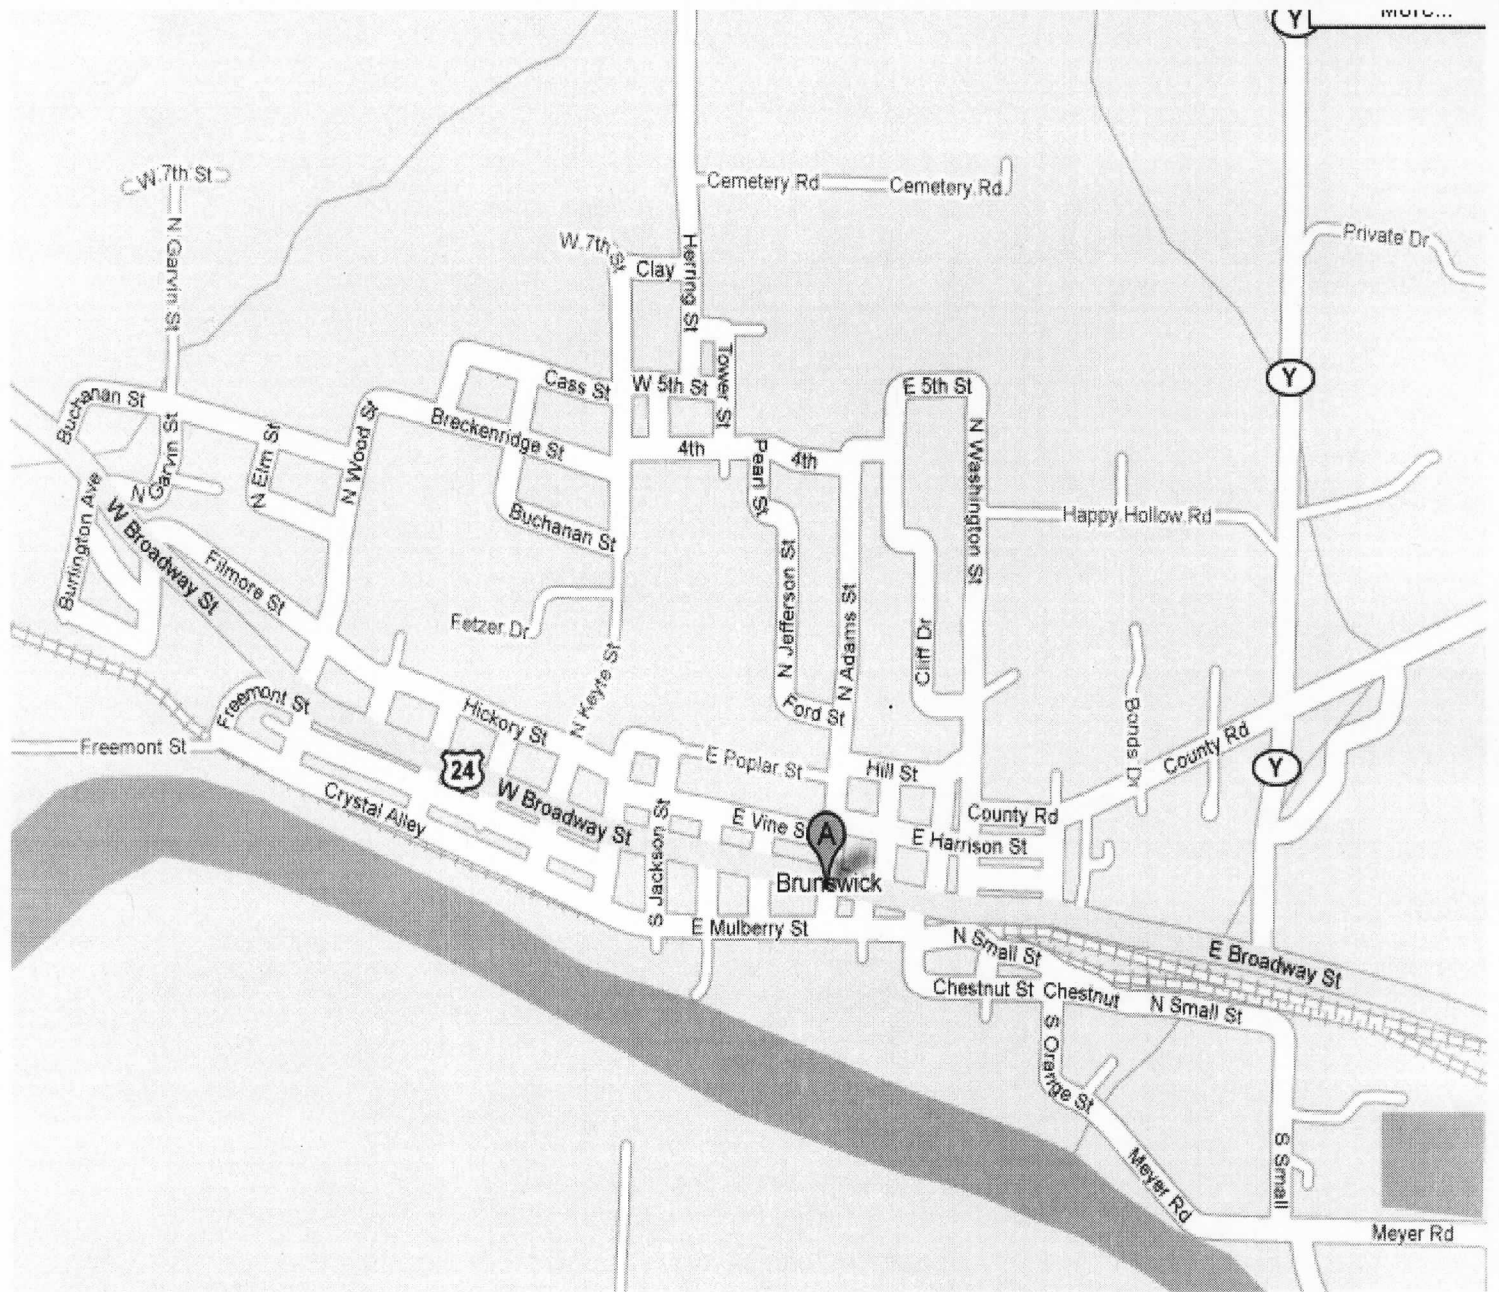 Y
More...
W 7th St
Cemetery Rd
Cemetery Rd
N Garvin St
Private Dr
W 7th St
Clay
Herring St
Tower St
Y
Cass St
W 5th St
E 5th St
Buchanan St
Buchanan St
N Garvin St
N Elm St
N Wood St
Breckenridge St
4th
Pearl St
4th
N Washington St
Burlington Ave
W Broadway St
Filmore St
Buchanan St
Happy Hollow Rd
Fetzer Dr
N Jefferson St
N Adams St
Cliff Dr
N Keyte St
Freemont St
Hickory St
Ford St
Bonds Dr
Freemont St
24
E Poplar St
Hill St
County Rd
Y
Crystal Alley
W Broadway St
S Jackson St
E Vine S
A
E Harrison St
County Rd
Brunswick
E Mulberry St
N Small St
E Broadway St
Chestnut St
Chestnut
N Small St
S Orange St
Meyer Rd
S Small
Meyer Rd